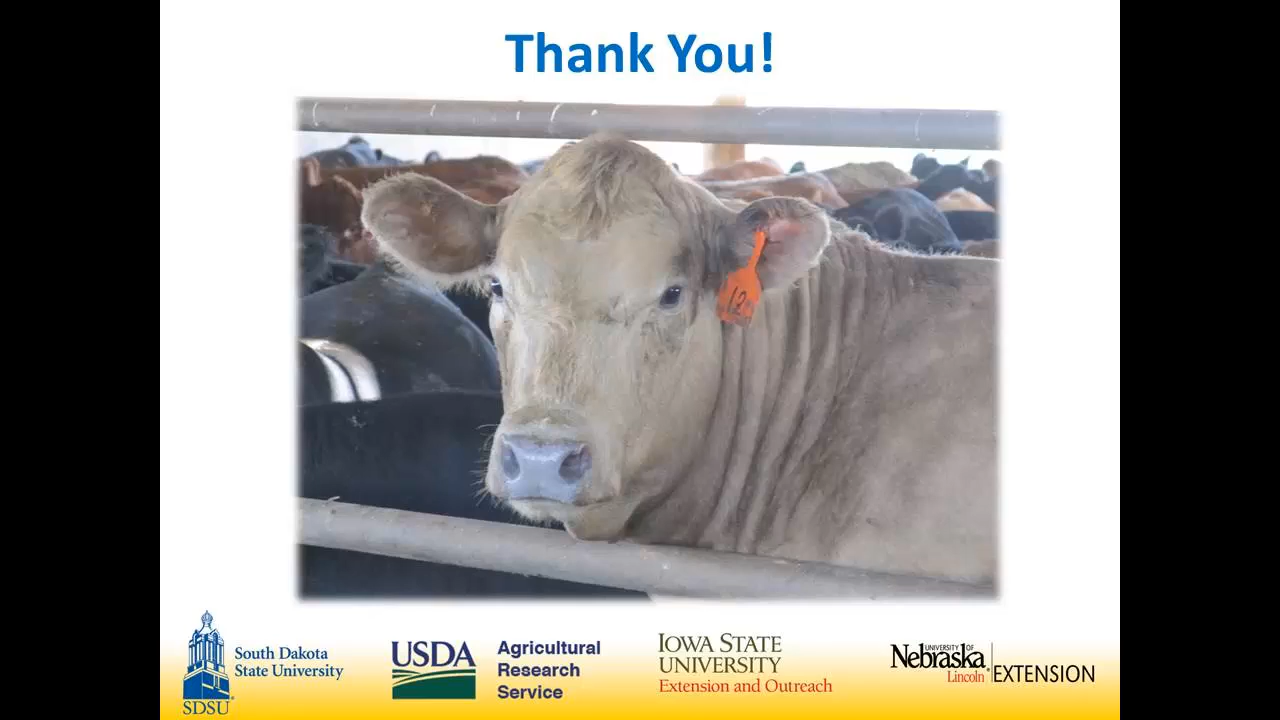 Thank You!
12
South Dakota
State University
SDSU
USDA
Agricultural
Research
Service
IOWA STATE
UNIVERSITY
Extension and Outreach
UNIVERSITY OF
Nebraska
Lincoln
EXTENSION